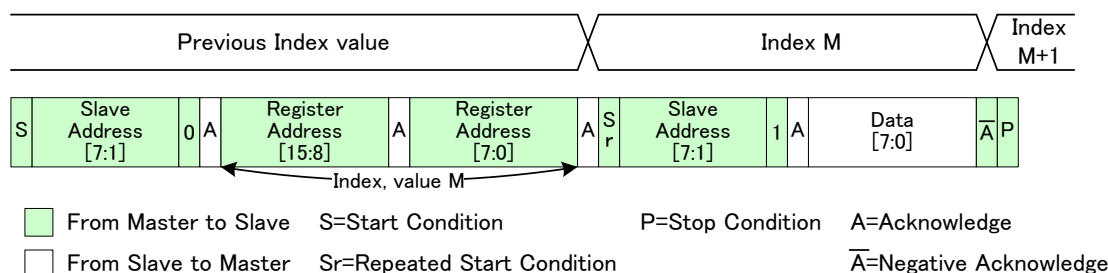 Previous Index value
Index M
Index
M+1
S
Slave
Address
[7:1]
0
A
Register
Address
[15:8]
A
Register
Address
[7:0]
A
S
r
Slave
Address
[7:1]
1
A
Data
[7:0]
A̅
P
Index, value M
From Master to Slave
S=Start Condition
P=Stop Condition
A=Acknowledge
From Slave to Master
Sr=Repeated Start Condition
A̅=Negative Acknowledge